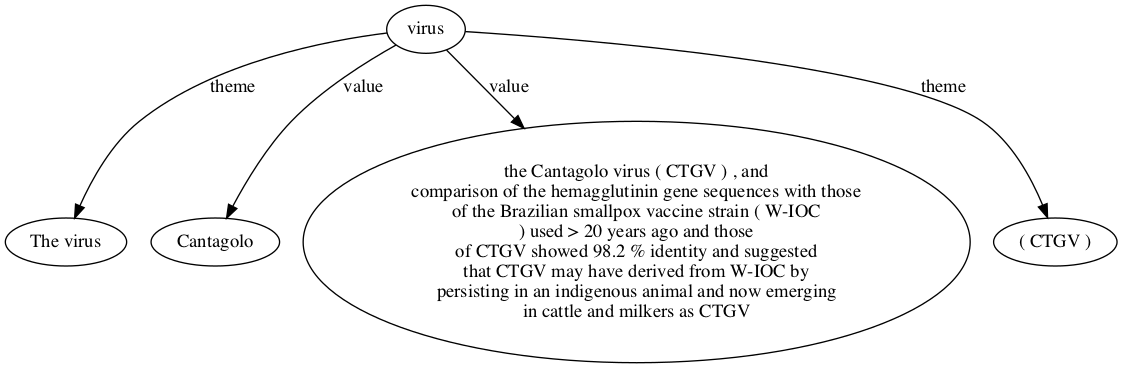 virus
theme
value
value
theme
The virus
Cantagolo
the Cantagolo virus ( CTGV ) , and
comparison of the hemagglutinin gene sequences with those
of the Brazilian smallpox vaccine strain ( W-IOC
) used > 20 years ago and those
of CTGV showed 98.2 % identity and suggested
that CTGV may have derived from W-IOC by
persisting in an indigenous animal and now emerging
in cattle and milkers as CTGV
( CTGV )